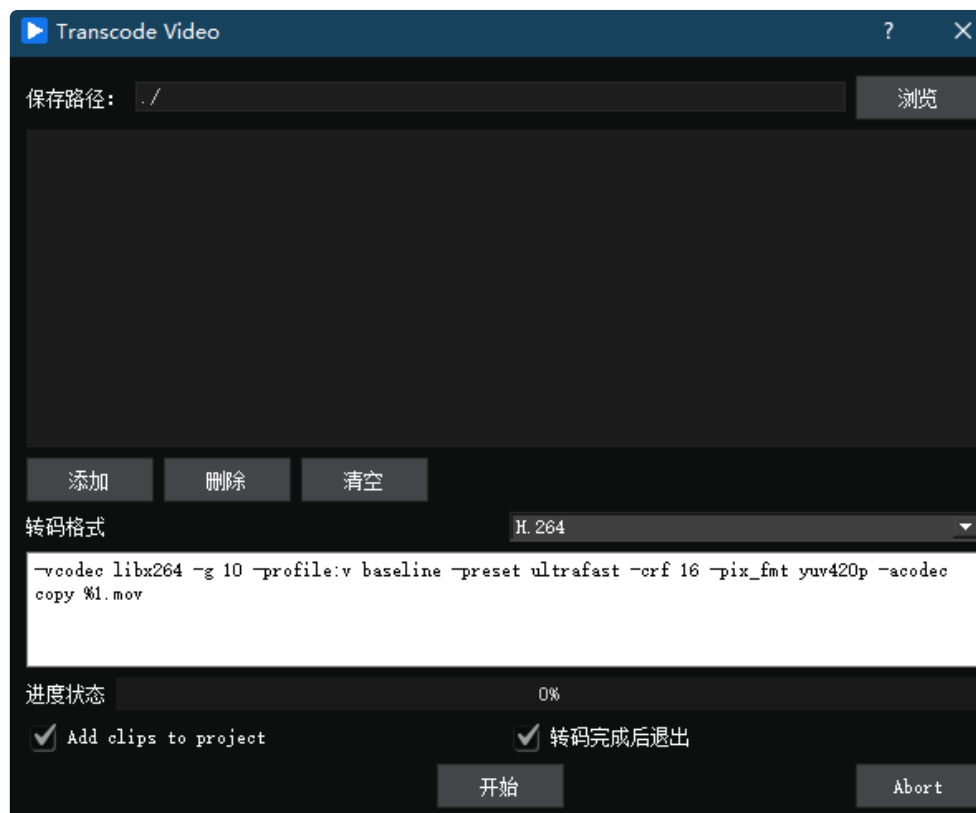 Transcode Video
?
保存路径: ./
浏览
添加
删除
清空
转码格式
H.264
-vcodec libx264 -g 10 -profile:v baseline -preset ultrafast -crf 16 -pix_fmt yuv420p -acodec
copy %1.mov
进度状态
0%
Add clips to project
转码完成后退出
开始
Abort